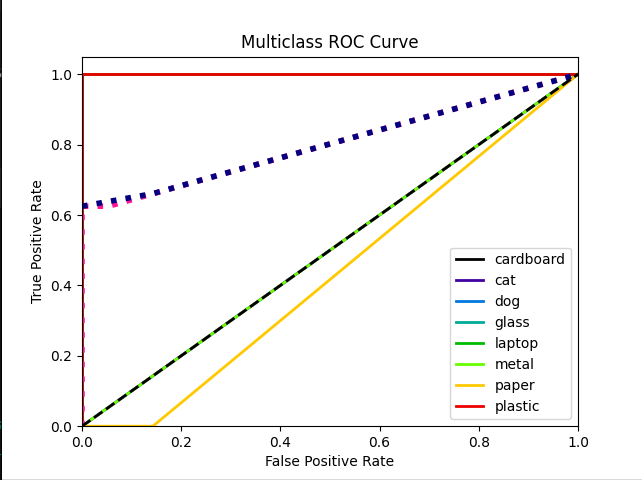 Multiclass ROC Curve
1.0
0.8
0.6
0.4
0.2
0.0
True Positive Rate
cardboard
cat
dog
glass
laptop
metal
paper
plastic
0.0 0.2 0.4 0.6 0.8 1.0
False Positive Rate